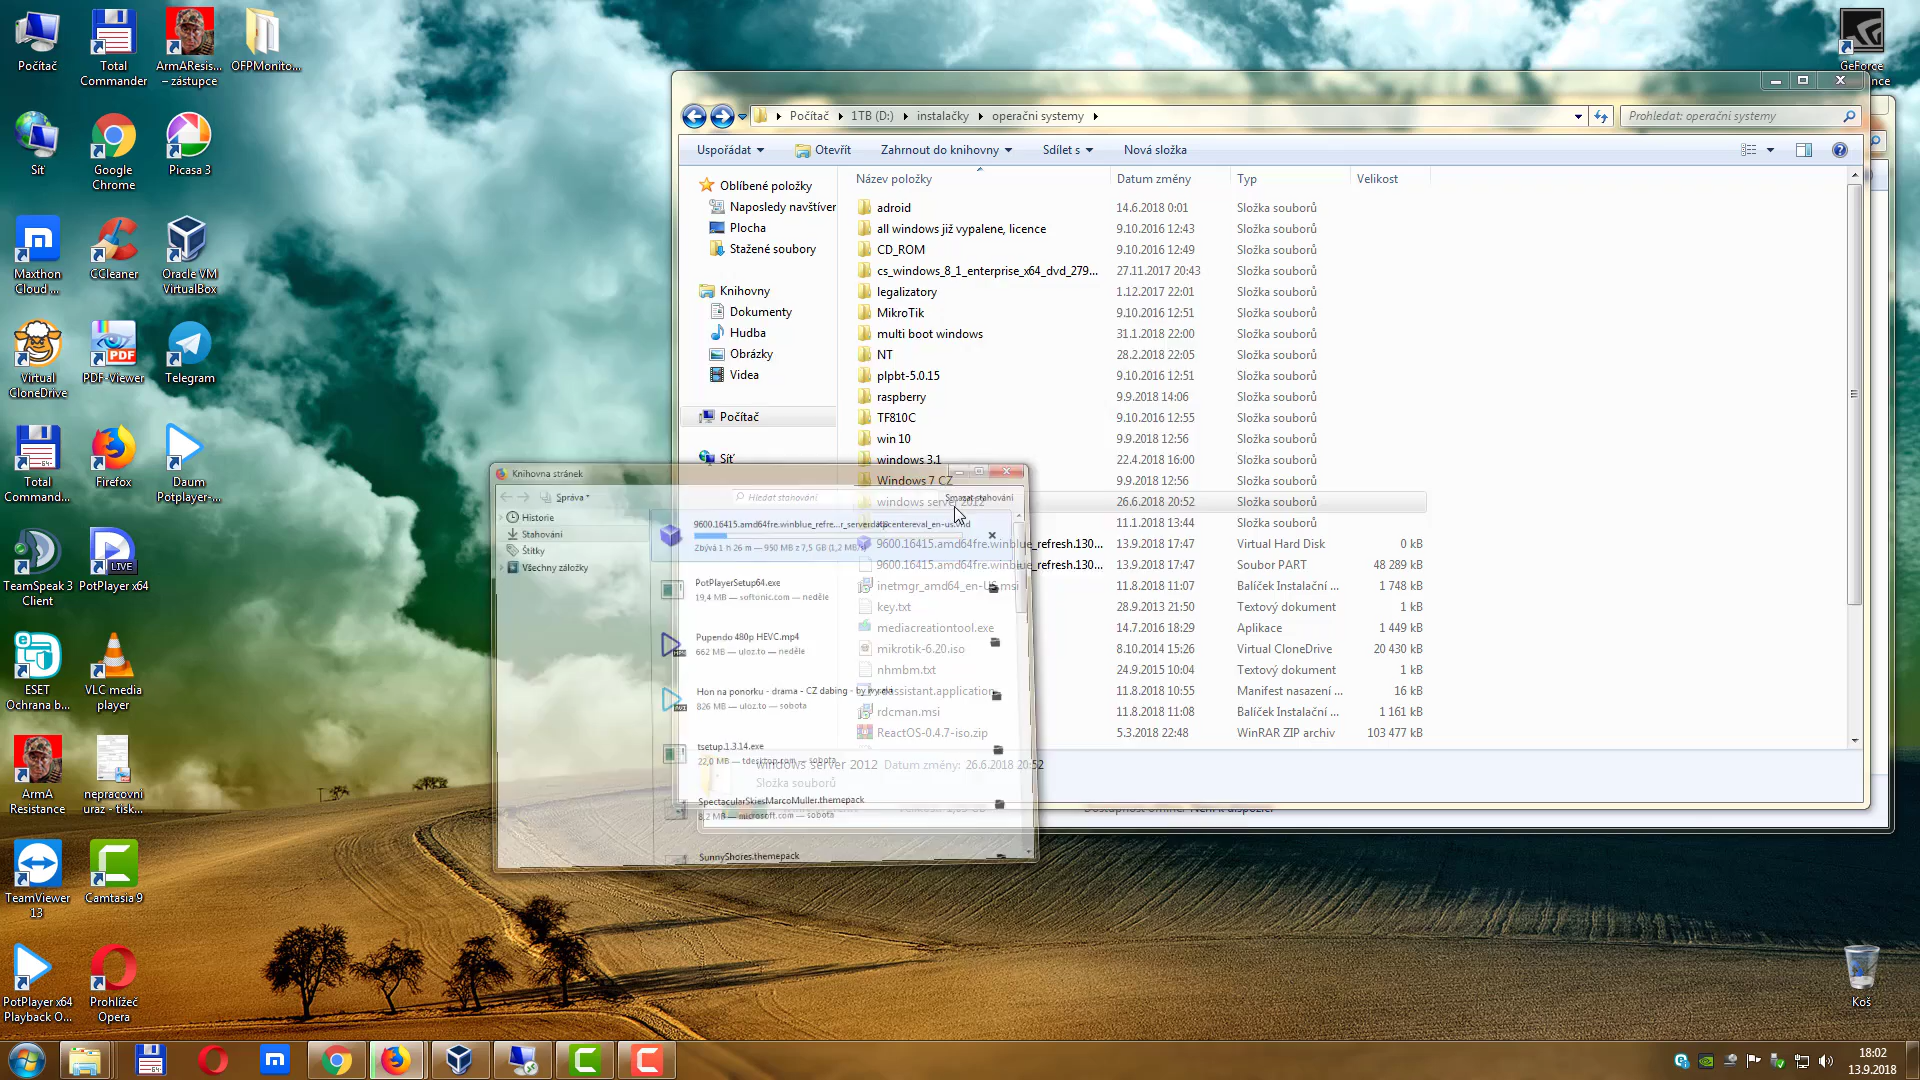 Počítač
Total
Commander
ArmAResis...
– zástupce
OFPMonito...
GeForce
Síť
Google
Chrome
Picasa 3
Maxthon
Cloud ...
CCleaner
Oracle VM
VirtualBox
Virtual
CloneDrive
PDF-Viewer
Telegram
Total
Command...
Firefox
Daum
Potplayer-...
TeamSpeak 3
Client
PotPlayer x64
ESET
Ochrana b...
VLC media
player
ArmA
Resistance
nepracovni
uraz - tisk...
TeamViewer
13
Camtasia 9
PotPlayer x64
Playback O...
Prohlížeč
Opera
Koš
Počítač
1TB (D:)
instalačky
operační systemy
Prohledat: operační systemy
Uspořádat
Otevřít
Zahrnout do knihovny
Sdílet s
Nová složka
Oblíbené položky
Naposledy navštíver
Plocha
Stažené soubory
Knihovny
Dokumenty
Hudba
Obrázky
Videa
Počítač
Síť
Název položky Datum změny Typ Velikost
adroid 14.6.2018 0:01 Složka souborů
all windows již vypalene, licence 9.10.2016 12:43 Složka souborů
CD_ROM 9.10.2016 12:49 Složka souborů
cs_windows_8_1_enterprise_x64_dvd_279... 27.11.2017 20:43 Složka souborů
legalizatory 1.12.2017 22:01 Složka souborů
MikroTik 9.10.2016 12:51 Složka souborů
multi boot windows 31.1.2018 22:00 Složka souborů
NT 28.2.2018 22:05 Složka souborů
plpbt-5.0.15 9.10.2016 12:51 Složka souborů
raspberry 9.9.2018 14:06 Složka souborů
TF810C 9.10.2016 12:55 Složka souborů
win 10 9.9.2018 12:56 Složka souborů
windows 3.1 22.4.2018 16:00 Složka souborů
Windows 7 CZ 9.9.2018 12:56 Složka souborů
windows server 2012 26.6.2018 20:52 Složka souborů
11.1.2018 13:44 Složka souborů
9600.16415.amd64fre.winblue_refresh.130... 13.9.2018 17:47 Virtual Hard Disk 0 kB
9600.16415.amd64fre.winblue_refresh.130... 13.9.2018 17:47 Soubor PART 48 289 kB
inetmgr_amd64_en-US.msi 11.8.2018 11:07 Balíček Instalační ... 1 748 kB
key.txt 28.9.2013 21:50 Textový dokument 1 kB
mediacreationtool.exe 14.7.2016 18:29 Aplikace 1 449 kB
mikrotik-6.20.iso 8.10.2014 15:26 Virtual CloneDrive 20 430 kB
nhmbm.txt 24.9.2015 10:04 Textový dokument 1 kB
11.8.2018 10:55 Manifest nasazení ... 16 kB
rdcman.msi 11.8.2018 11:08 Balíček Instalační ... 1 161 kB
ReactOS-0.4.7-iso.zip 5.3.2018 22:48 WinRAR ZIP archiv 103 477 kB
windows server 2012 Datum změny: 26.6.2018 20:52
Složka souborů
Knihovna stránek
Správa
Hledat stahování
Smazat stahování
Historie
Stahování
Štítky
Všechny záložky
Zbývá 1 h 26 m — 950 MB z 7,5 GB (1,2 MB/s)
PotPlayerSetup64.exe
19,4 MB — softonic.com — neděle
Pupendo 480p HEVC.mp4
662 MB — uloz.to — neděle
Hon na ponorku - drama - CZ dabing - by
826 MB — uloz.to — sobota
tsetup.1.3.14.exe
22,0 MB
SpectacularSkiesMarcoMuller.themepack
8,2 MB — microsoft.com — sobota
SunnyShores.themepack
18:02
13.9.2018